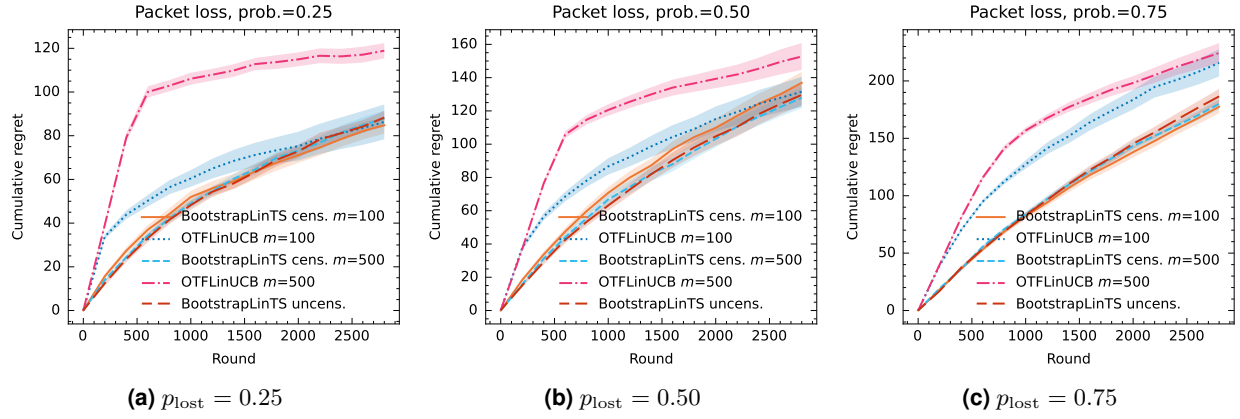 Packet loss, prob.=0.25
Cumulative regret
120
100
80
60
40
20
0
BootstrapLinTS cens. m=100
OTFLinUCB m=100
BootstrapLinTS cens. m=500
OTFLinUCB m=500
BootstrapLinTS uncens.
0 500 1000 1500 2000 2500
Round
(a) p_lost = 0.25
Packet loss, prob.=0.50
Cumulative regret
160
140
120
100
80
60
40
20
0
BootstrapLinTS cens. m=100
OTFLinUCB m=100
BootstrapLinTS cens. m=500
OTFLinUCB m=500
BootstrapLinTS uncens.
0 500 1000 1500 2000 2500
Round
(b) p_lost = 0.50
Packet loss, prob.=0.75
Cumulative regret
200
150
100
50
0
BootstrapLinTS cens. m=100
OTFLinUCB m=100
BootstrapLinTS cens. m=500
OTFLinUCB m=500
BootstrapLinTS uncens.
0 500 1000 1500 2000 2500
Round
(c) p_lost = 0.75